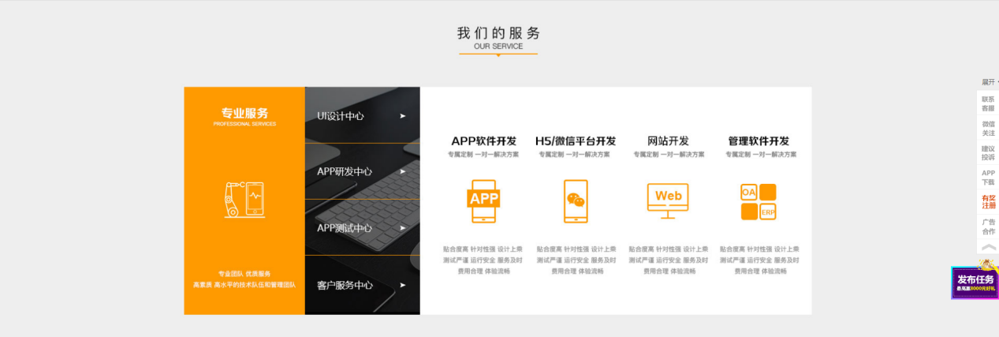 我们的服务
OUR SERVICE
专业服务
PROFESSIONAL SERVICES
专业团队 优质服务
高素质 高水平的技术队伍和管理团队
UI设计中心
APP研发中心
APP测试中心
客户服务中心
APP软件开发
专属定制 一对一解决方案
APP
贴合度高 针对性强 设计上乘
测试严谨 运行安全 服务及时
费用合理 体验流畅
H5/微信平台开发
专属定制 一对一解决方案
贴合度高 针对性强 设计上乘
测试严谨 运行安全 服务及时
费用合理 体验流畅
网站开发
专属定制 一对一解决方案
Web
贴合度高 针对性强 设计上乘
测试严谨 运行安全 服务及时
费用合理 体验流畅
管理软件开发
专属定制 一对一解决方案
OA
ERP
贴合度高 针对性强 设计上乘
测试严谨 运行安全 服务及时
费用合理 体验流畅
展开
联系
客服
微信
关注
建议
投诉
APP
下载
有奖
注册
广告
合作
发布任务
最高赢8000元好礼